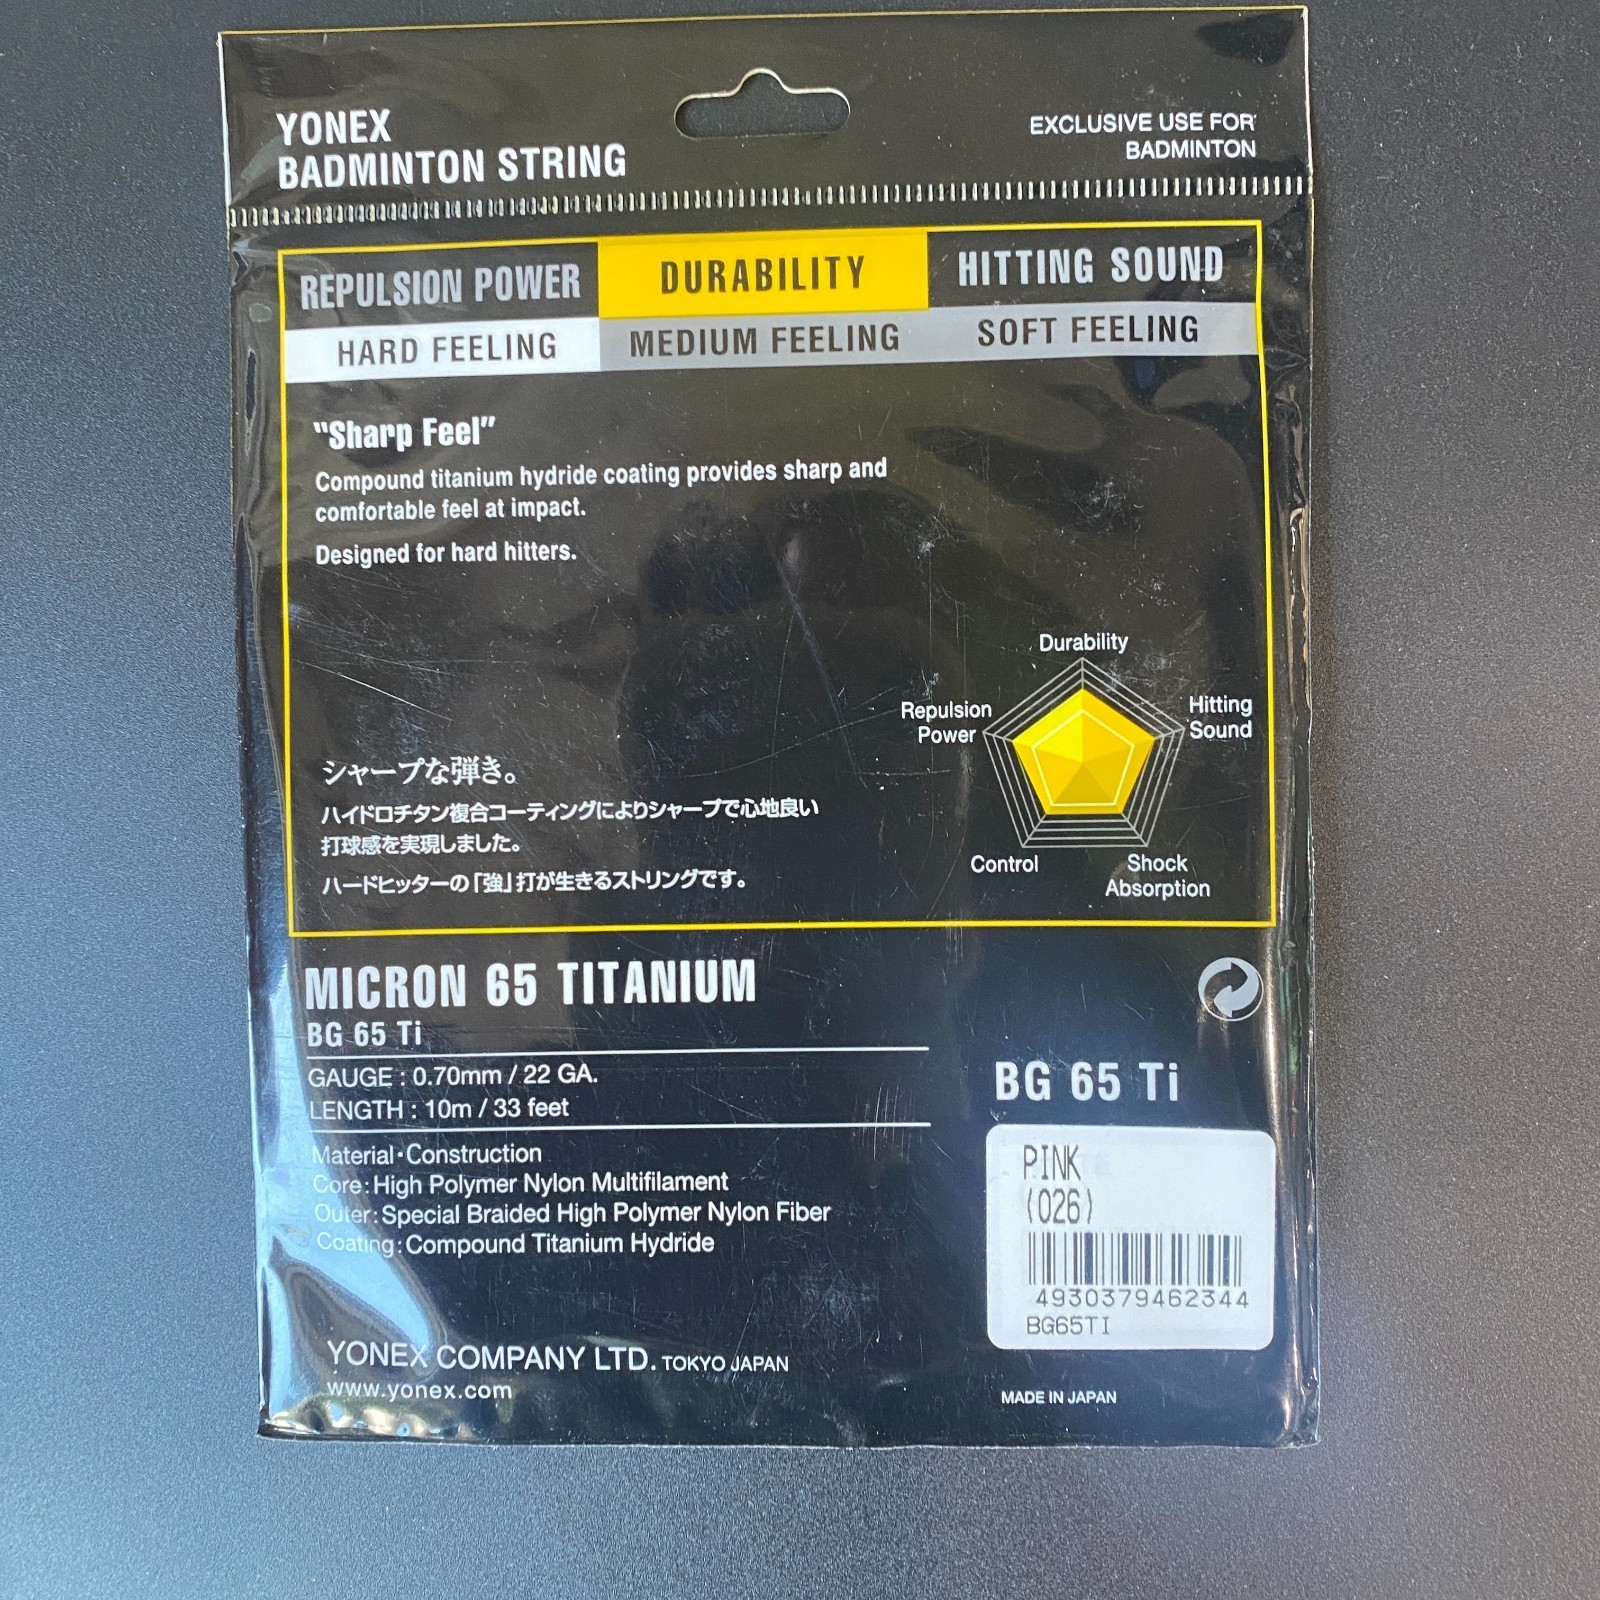 YONEX
BADMINTON STRING
EXCLUSIVE USE FOR
BADMINTON
REPULSION POWER
DURABILITY
HITTING SOUND
HARD FEELING
MEDIUM FEELING
SOFT FEELING
“Sharp Feel”
Compound titanium hydride coating provides sharp and
comfortable feel at impact.
Designed for hard hitters.
Durability
Repulsion
Power
Hitting
Sound
Control
Shock
Absorption
シャープな弾き。
ハイドロチタン複合コーティングによりシャープで心地良い
打球感を実現しました。
ハードヒッターの「強」打が生きるストリングです。
MICRON 65 TITANIUM
BG 65 Ti
GAUGE : 0.70mm / 22 GA.
LENGTH : 10m / 33 feet
Material・Construction
Core:High Polymer Nylon Multifilament
Outer:Special Braided High Polymer Nylon Fiber
Coating:Compound Titanium Hydride
YONEX COMPANY LTD. TOKYO JAPAN
www.yonex.com
BG 65 Ti
PINK
(026)
4930379462344
BG65TI
MADE IN JAPAN